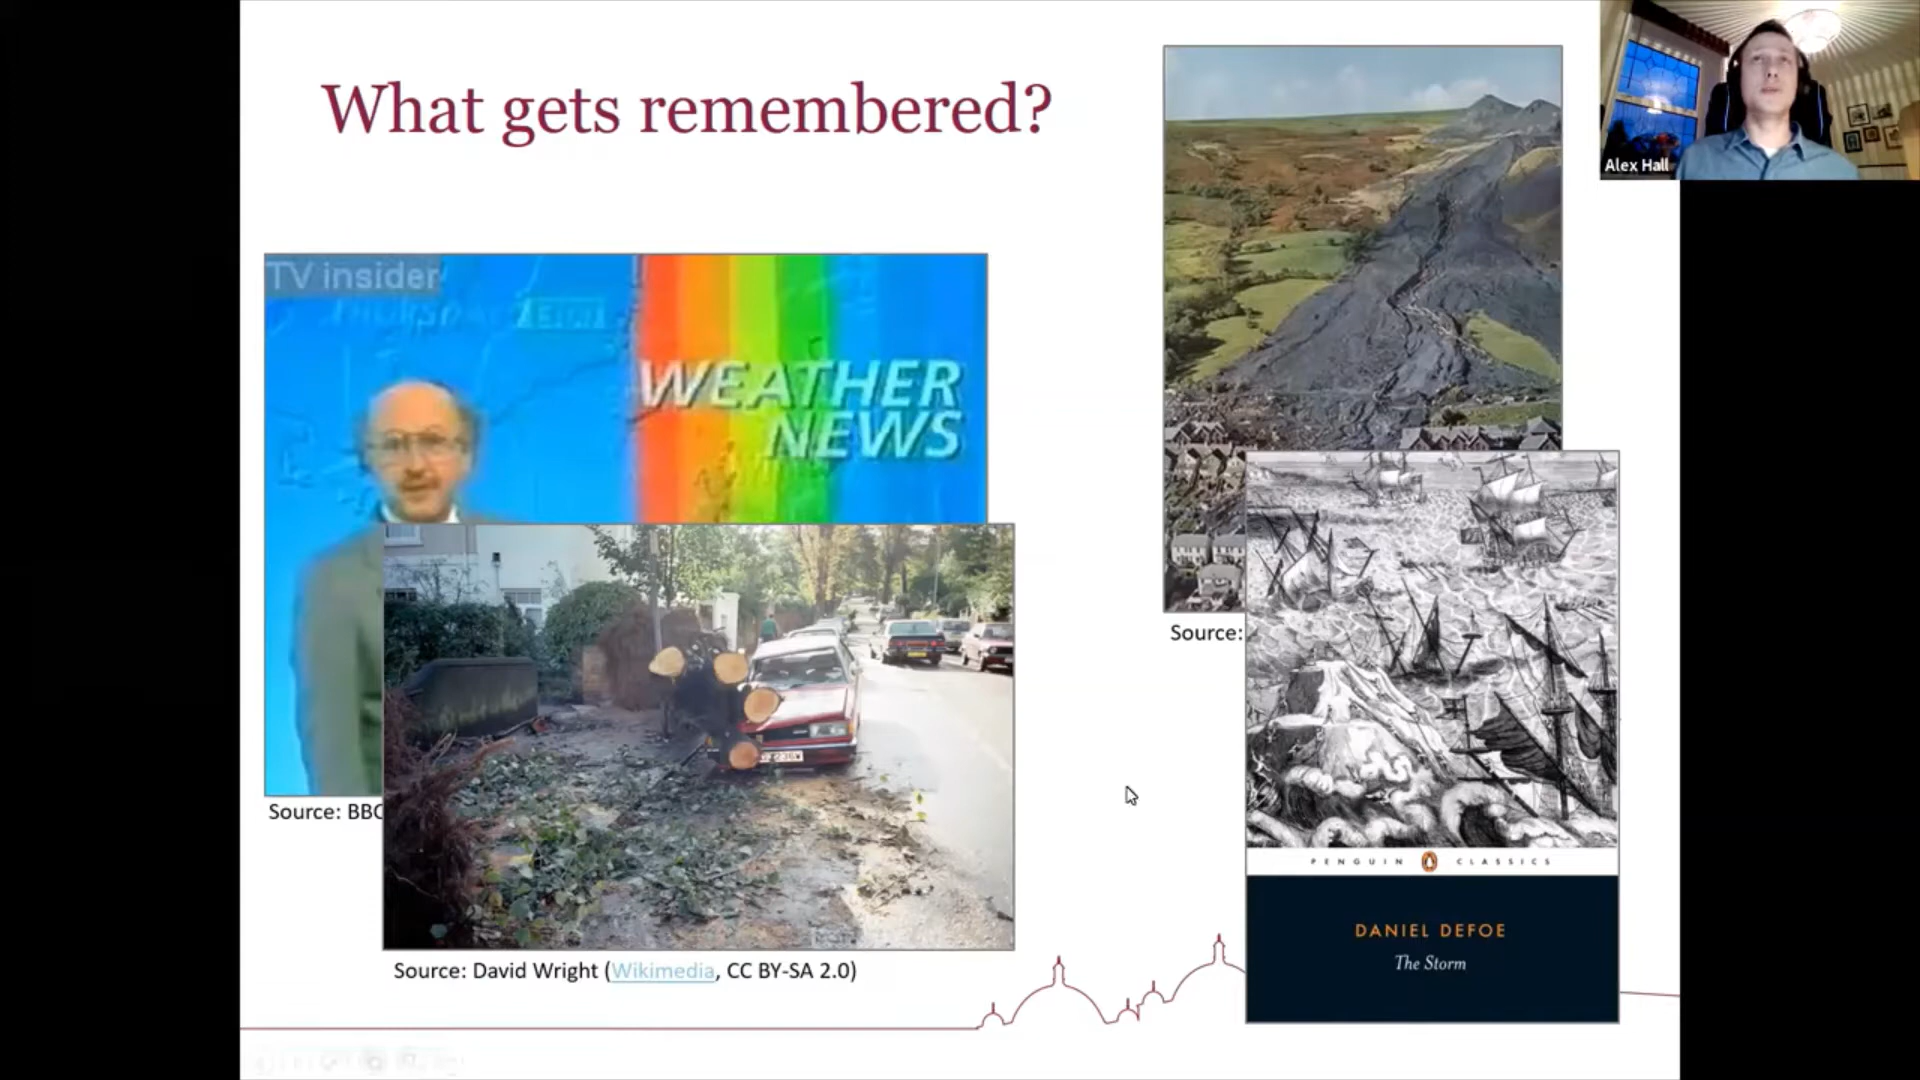 What gets remembered?
Alex Hall
TV insider
WEATHER
NEWS
Source: BBC
Source: David Wright (Wikimedia, CC BY-SA 2.0)
Source:
PENGUIN CLASSICS
DANIEL DEFOE
The Storm